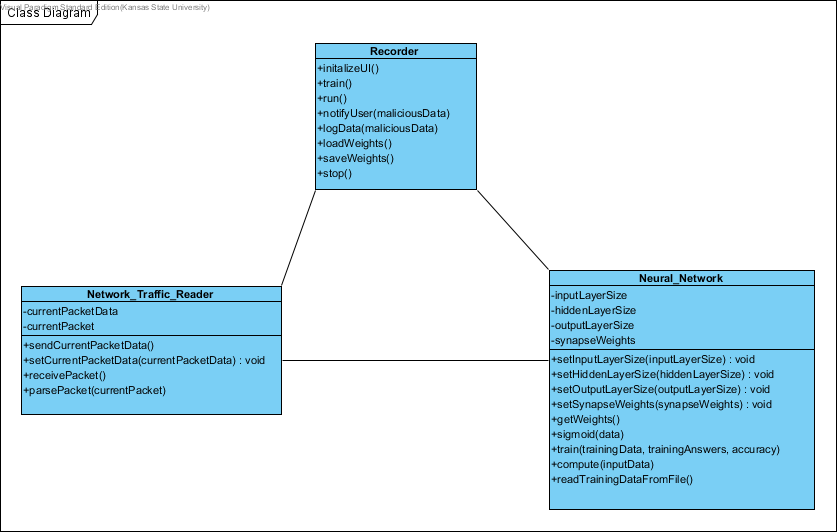 Visual Paradigm Standard Edition(Kansas State University)
Class Diagram
Recorder
+initalizeUI()
+train()
+run()
+notifyUser(maliciousData)
+logData(maliciousData)
+loadWeights()
+saveWeights()
+stop()
Network_Traffic_Reader
-currentPacketData
-currentPacket
+sendCurrentPacketData()
+setCurrentPacketData(currentPacketData) : void
+receivePacket()
+parsePacket(currentPacket)
Neural_Network
-inputLayerSize
-hiddenLayerSize
-outputLayerSize
-synapseWeights
+setInputLayerSize(inputLayerSize) : void
+setHiddenLayerSize(hiddenLayerSize) : void
+setOutputLayerSize(outputLayerSize) : void
+setSynapseWeights(synapseWeights) : void
+getWeights()
+sigmoid(data)
+train(trainingData, trainingAnswers, accuracy)
+compute(inputData)
+readTrainingDataFromFile()